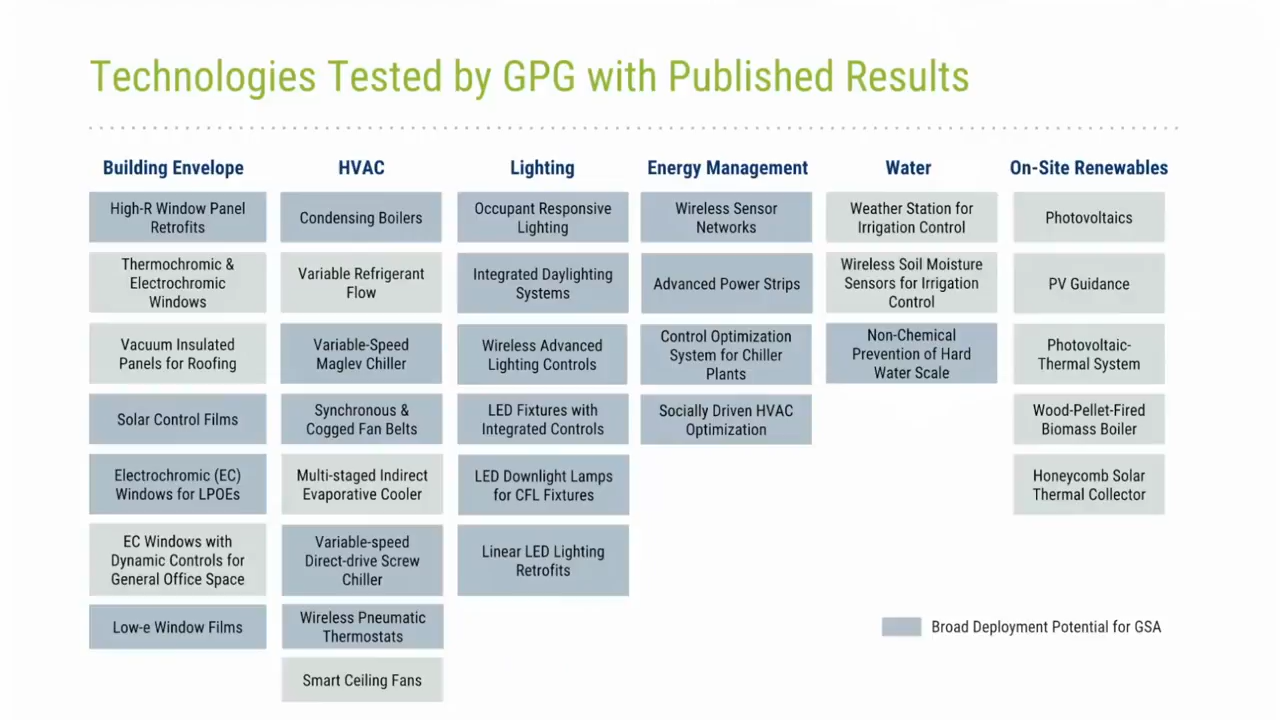 Technologies Tested by GPG with Published Results
Building Envelope
High-R Window Panel
Retrofits
Thermochromic &
Electrochromic
Windows
Vacuum Insulated
Panels for Roofing
Solar Control Films
Electrochromic (EC)
Windows for LPOEs
EC Windows with
Dynamic Controls for
General Office Space
Low-e Window Films
HVAC
Condensing Boilers
Variable Refrigerant
Flow
Variable-Speed
Maglev Chiller
Synchronous &
Cogged Fan Belts
Multi-staged Indirect
Evaporative Cooler
Variable-speed
Direct-drive Screw
Chiller
Wireless Pneumatic
Thermostats
Smart Ceiling Fans
Lighting
Occupant Responsive
Lighting
Integrated Daylighting
Systems
Wireless Advanced
Lighting Controls
LED Fixtures with
Integrated Controls
LED Downlight Lamps
for CFL Fixtures
Linear LED Lighting
Retrofits
Energy Management
Wireless Sensor
Networks
Advanced Power Strips
Control Optimization
System for Chiller
Plants
Socially Driven HVAC
Optimization
Water
Weather Station for
Irrigation Control
Wireless Soil Moisture
Sensors for Irrigation
Control
Non-Chemical
Prevention of Hard
Water Scale
On-Site Renewables
Photovoltaics
PV Guidance
Photovoltaic-
Thermal System
Wood-Pellet-Fired
Biomass Boiler
Honeycomb Solar
Thermal Collector
Broad Deployment Potential for GSA